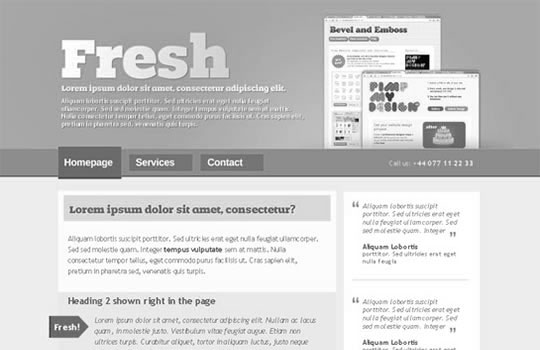 Fresh
Lorem ipsum dolor sit amet, consectetur adipiscing elit.
Aliquam lobortis suscipit porttitor. Sed ultricies erat eget nulla feugiat
ullamcorper. Sed sed molestie quam. Integer tempus vulputate sem at mattis.
Nulla consectetur tempor tellus, eget commodo purus facilisis ut. Cras sapien elit,
pretium in pharetra sed, venenatis quis turpis.
Bevel and Emboss
PIMP
MY
DESIGN
after
Homepage
Services
Contact
Call us: +44 077 11 22 33
Lorem ipsum dolor sit amet, consectetur?
Aliquam lobortis suscipit porttitor. Sed ultricies erat eget nulla feugiat ullamcorper.
Sed sed molestie quam. Integer tempus vulputate sem at mattis. Nulla
consectetur tempor tellus, eget commodo purus facilisis ut. Cras sapien elit,
pretium in pharetra sed, venenatis quis turpis.
Heading 2 shown right in the page
Fresh!
Lorem ipsum dolor sit amet, consectetur adipiscing elit. Nullam ac lacus
quam, in molestie justo. Vestibulum vitae feugiat augue. Etiam non
ultrices turpis. Curabitur aliquet, tortor in aliquam luctus, justo neque
“ Aliquam lobortis suscipit
porttitor. Sed ultricies erat eget
nulla feugiat ullamcorper. Sed
sed molestie quam. Integer ”
Aliquam Lobortis
porttitor. Sed ultricies erat eget
nulla feugia
“ Aliquam lobortis suscipit
porttitor. Sed ultricies erat eget
nulla feugiat ullamcorper. Sed
sed molestie quam. Integer ”
Aliquam Lobortis